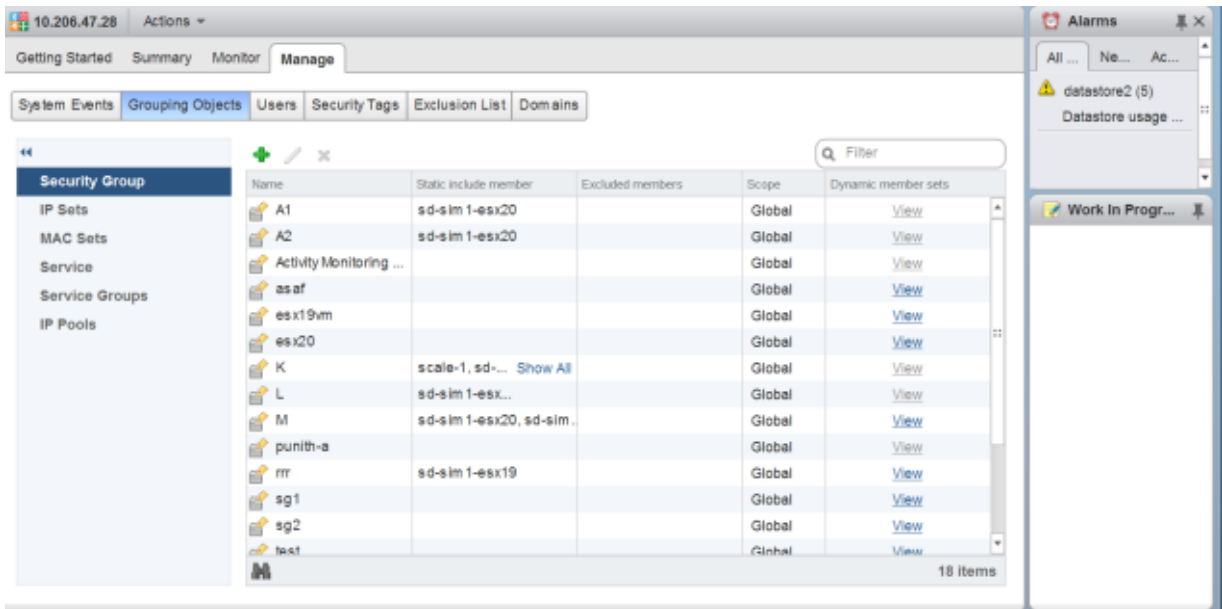 10.206.47.28 Actions
Getting Started Summary Monitor Manage
System Events Grouping Objects Users Security Tags Exclusion List Domains
Security Group
IP Sets
MAC Sets
Service
Service Groups
IP Pools
Filter
Name Static include member Excluded members Scope Dynamic member sets
A1 sd-sim1-esx20 Global View
A2 sd-sim1-esx20 Global View
Activity Monitoring ... Global View
asaf Global View
esx19vm Global View
esx20 Global View
K scale-1, sd-... Show All Global View
L sd-sim1-esx... Global View
M sd-sim1-esx20, sd-sim.. Global View
punith-a Global View
rrr sd-sim1-esx19 Global View
sg1 Global View
sg2 Global View
test Global View
18 items
Alarms
All ... Ne... Ac...
datastore2 (5)
Datastore usage ...
Work In Progr...